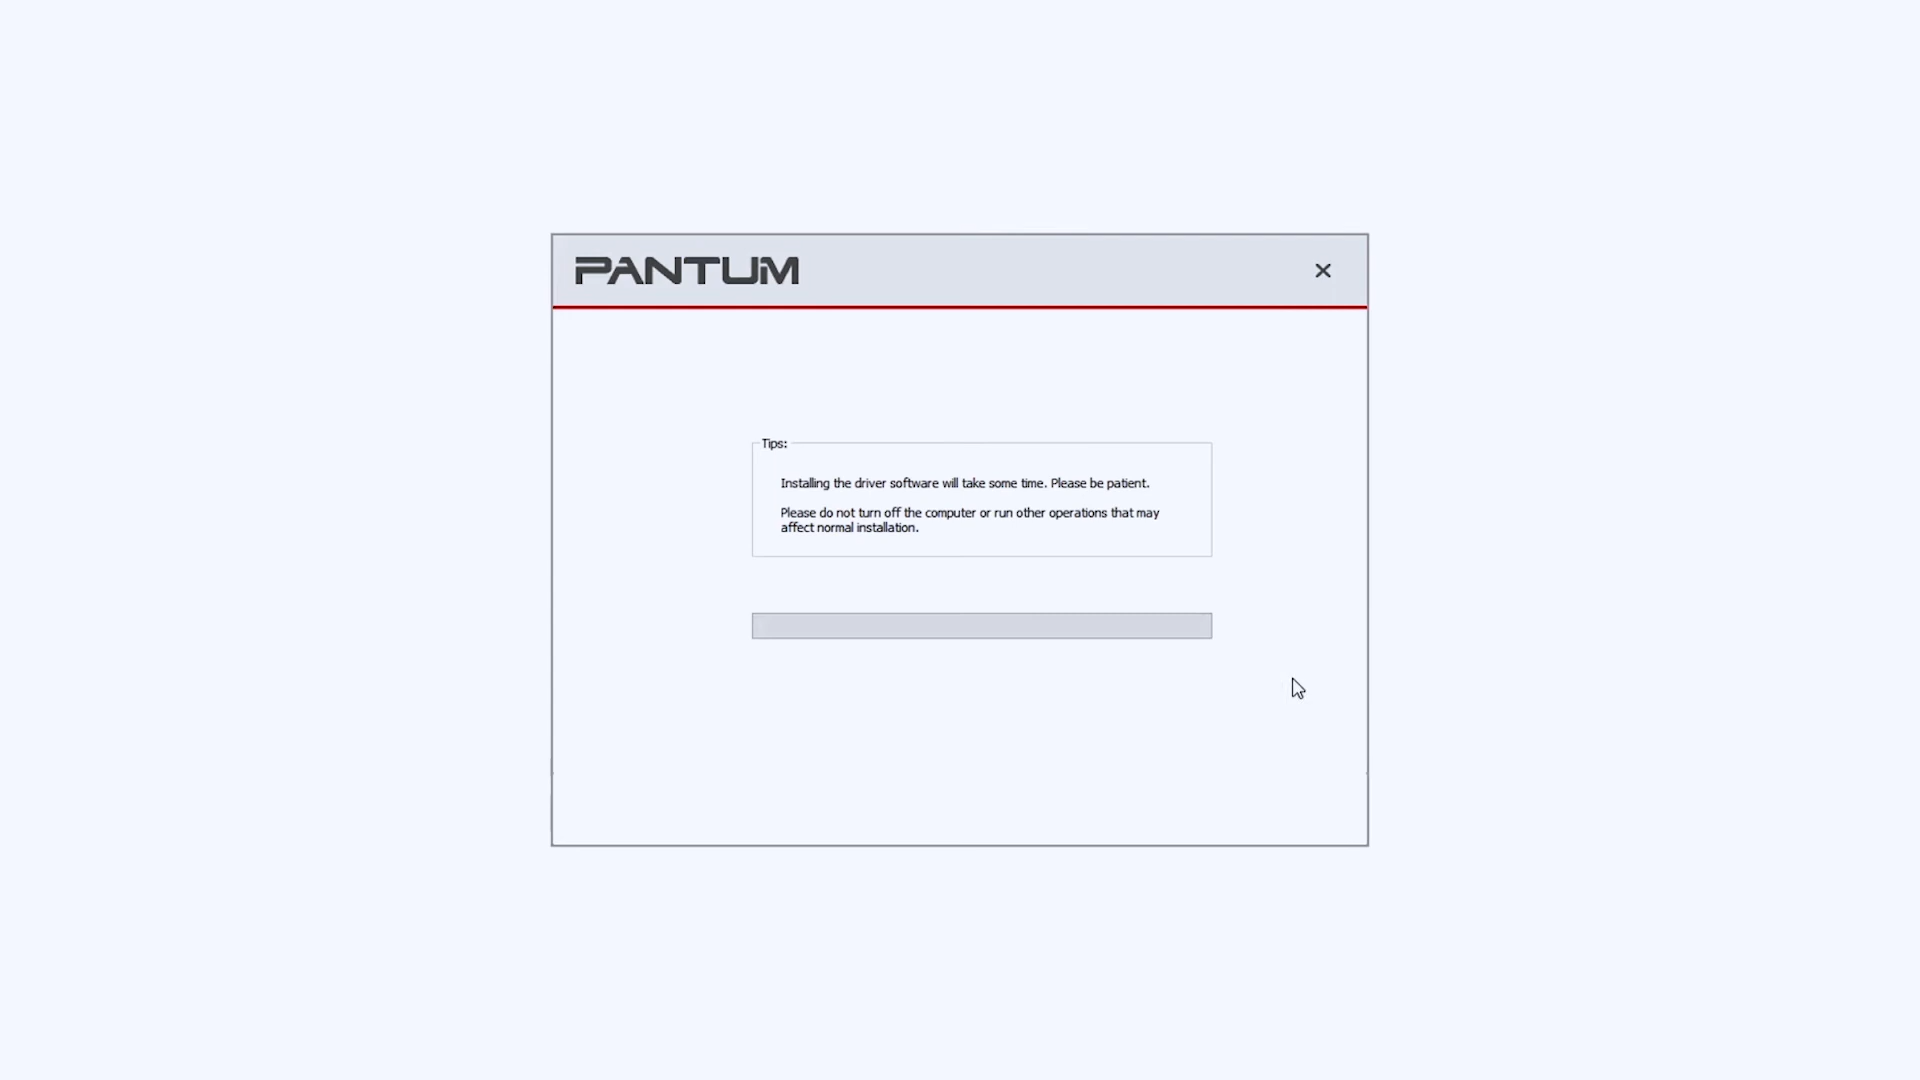 PANTUM
Tips:
Installing the driver software will take some time. Please be patient.
Please do not turn off the computer or run other operations that may
affect normal installation.